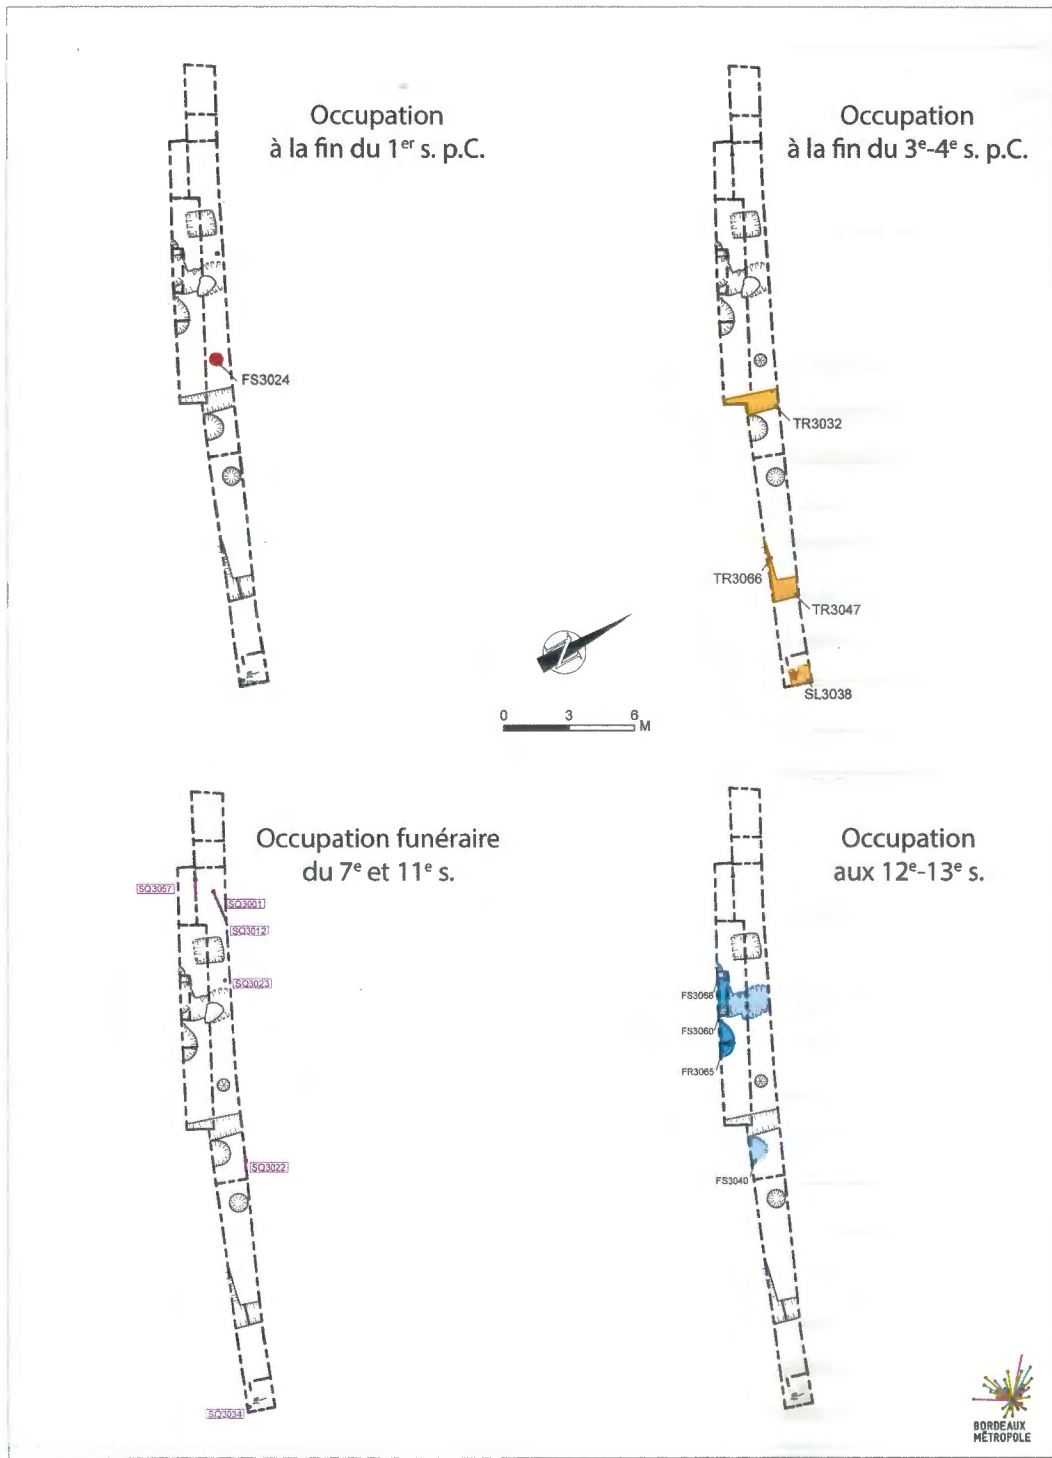 Occupation
à la fin du 1er s. p.C.
FS3024
Occupation
à la fin du 3e-4e s. p.C.
TR3032
TR3066
TR3047
SL3038
N
0 3 6 M
Occupation funéraire
du 7e et 11e s.
SQ3057
SQ3001
SQ3012
SQ3023
SQ3022
SQ3034
Occupation
aux 12e-13e s.
FS3060
FR3065
FS3040
BORDEAUX
MÉTROPOLE